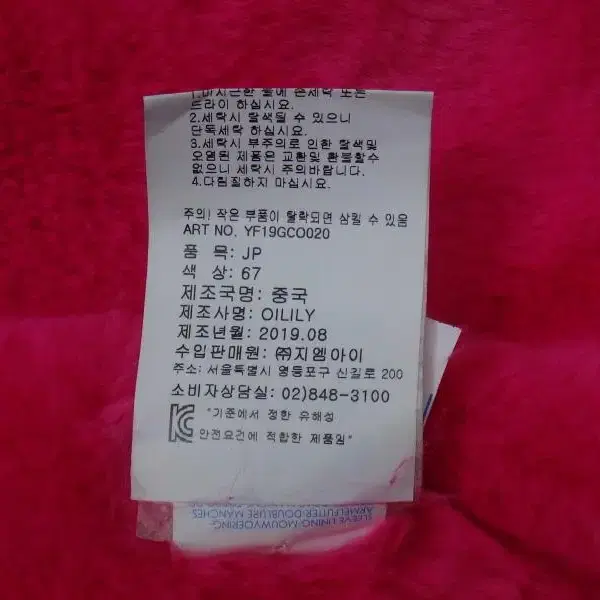 1.미지근한 물에 손세탁 또는
드라이 하십시요.
2.세탁시 탈색될 수 있으니
단독세탁 하십시요.
3.세탁시 부주의로 인한 탈색및
오염된 제품은 교환및 환불할수
없으니 세탁시 주의바랍니다.
4.다림질하지 마십시요.
주의! 작은 부품이 탈락되면 삼킬 수 있음
ART NO. YF19GCO020
품 목: JP
색 상: 67
제조국명: 중국
제조사명: OILILY
제조년월: 2019.08
수입판매원: ㈜지엠아이
주소: 서울특별시 영등포구 신길로 200
소비자상담실: 02)848-3100
"기준에서 정한 유해성
안전요건에 적합한 제품임"
ARMELFUTTER-DOUBLURE MANCHES
SLEEVE LINING-MOUWVOERING-